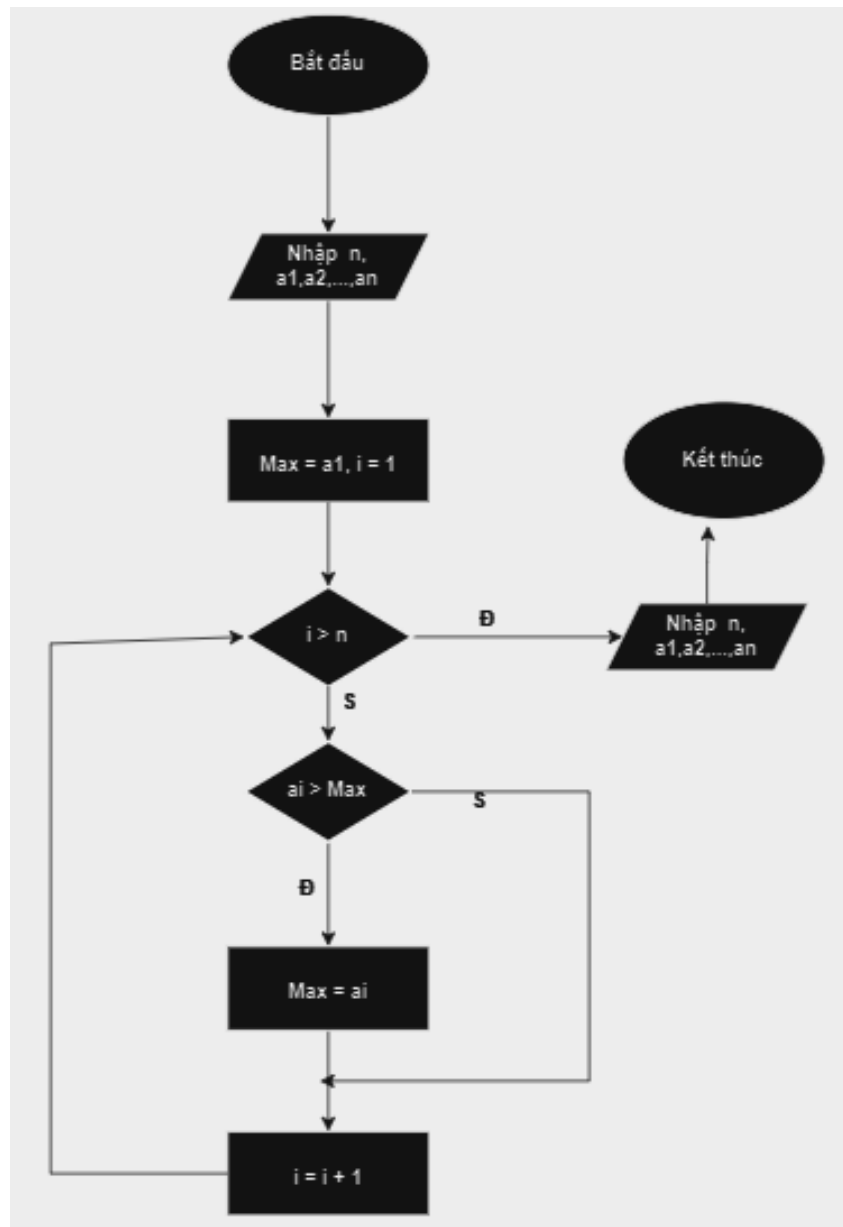 Bắt đầu
Nhập n,
a1,a2,...,an
Max = a1, i = 1
Kết thúc
i > n
Đ
Nhập n,
a1,a2,...,an
S
ai > Max
S
Đ
Max = ai
i = i + 1